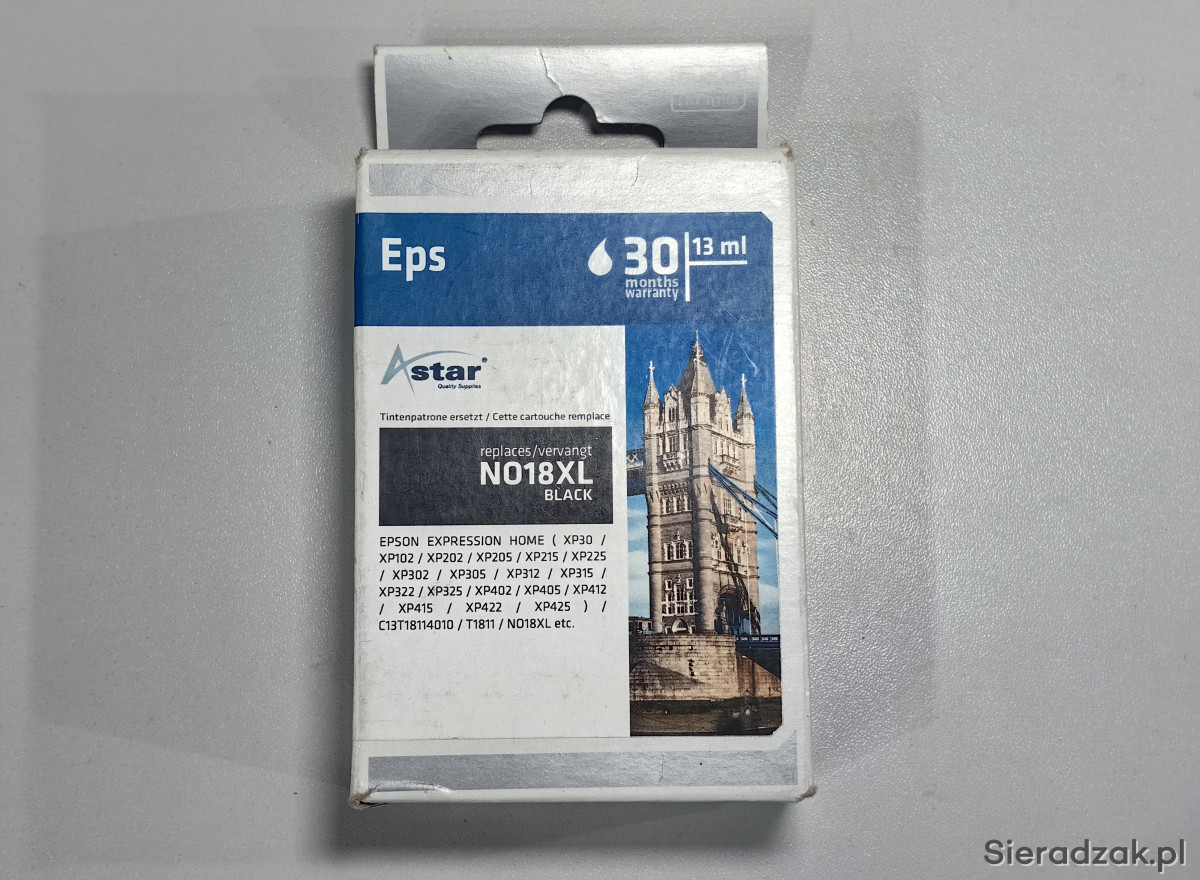 Eps
30
months
warranty
13 ml
Astar®
Quality Supplies
Tintenpatrone ersetzt / Cette cartouche remplace
replaces/vervangt
NO18XL
BLACK
EPSON EXPRESSION HOME ( XP30 /
XP102 / XP202 / XP205 / XP215 / XP225
/ XP302 / XP305 / XP312 / XP315 /
XP322 / XP325 / XP402 / XP405 / XP412
/ XP415 / XP422 / XP425 ) /
C13T18114010 / T1811 / NO18XL etc.
Sieradzak.pl